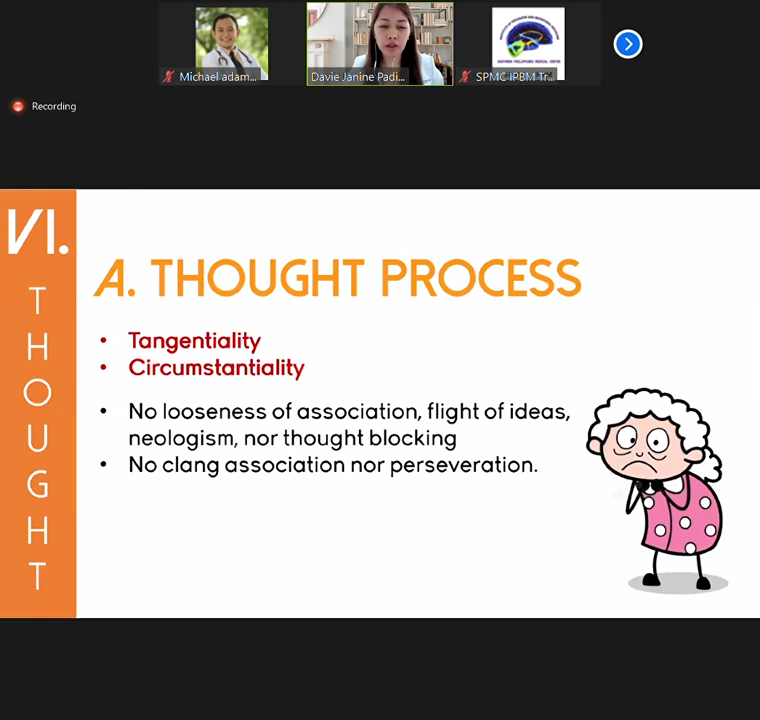 Michael adam...
Davie Janine Padi...
SPMC IPBM Tr...
Recording
VI.
THOUGHT
A. THOUGHT PROCESS
• Tangentiality
• Circumstantiality
• No looseness of association, flight of ideas,
neologism, nor thought blocking
• No clang association nor perseveration.